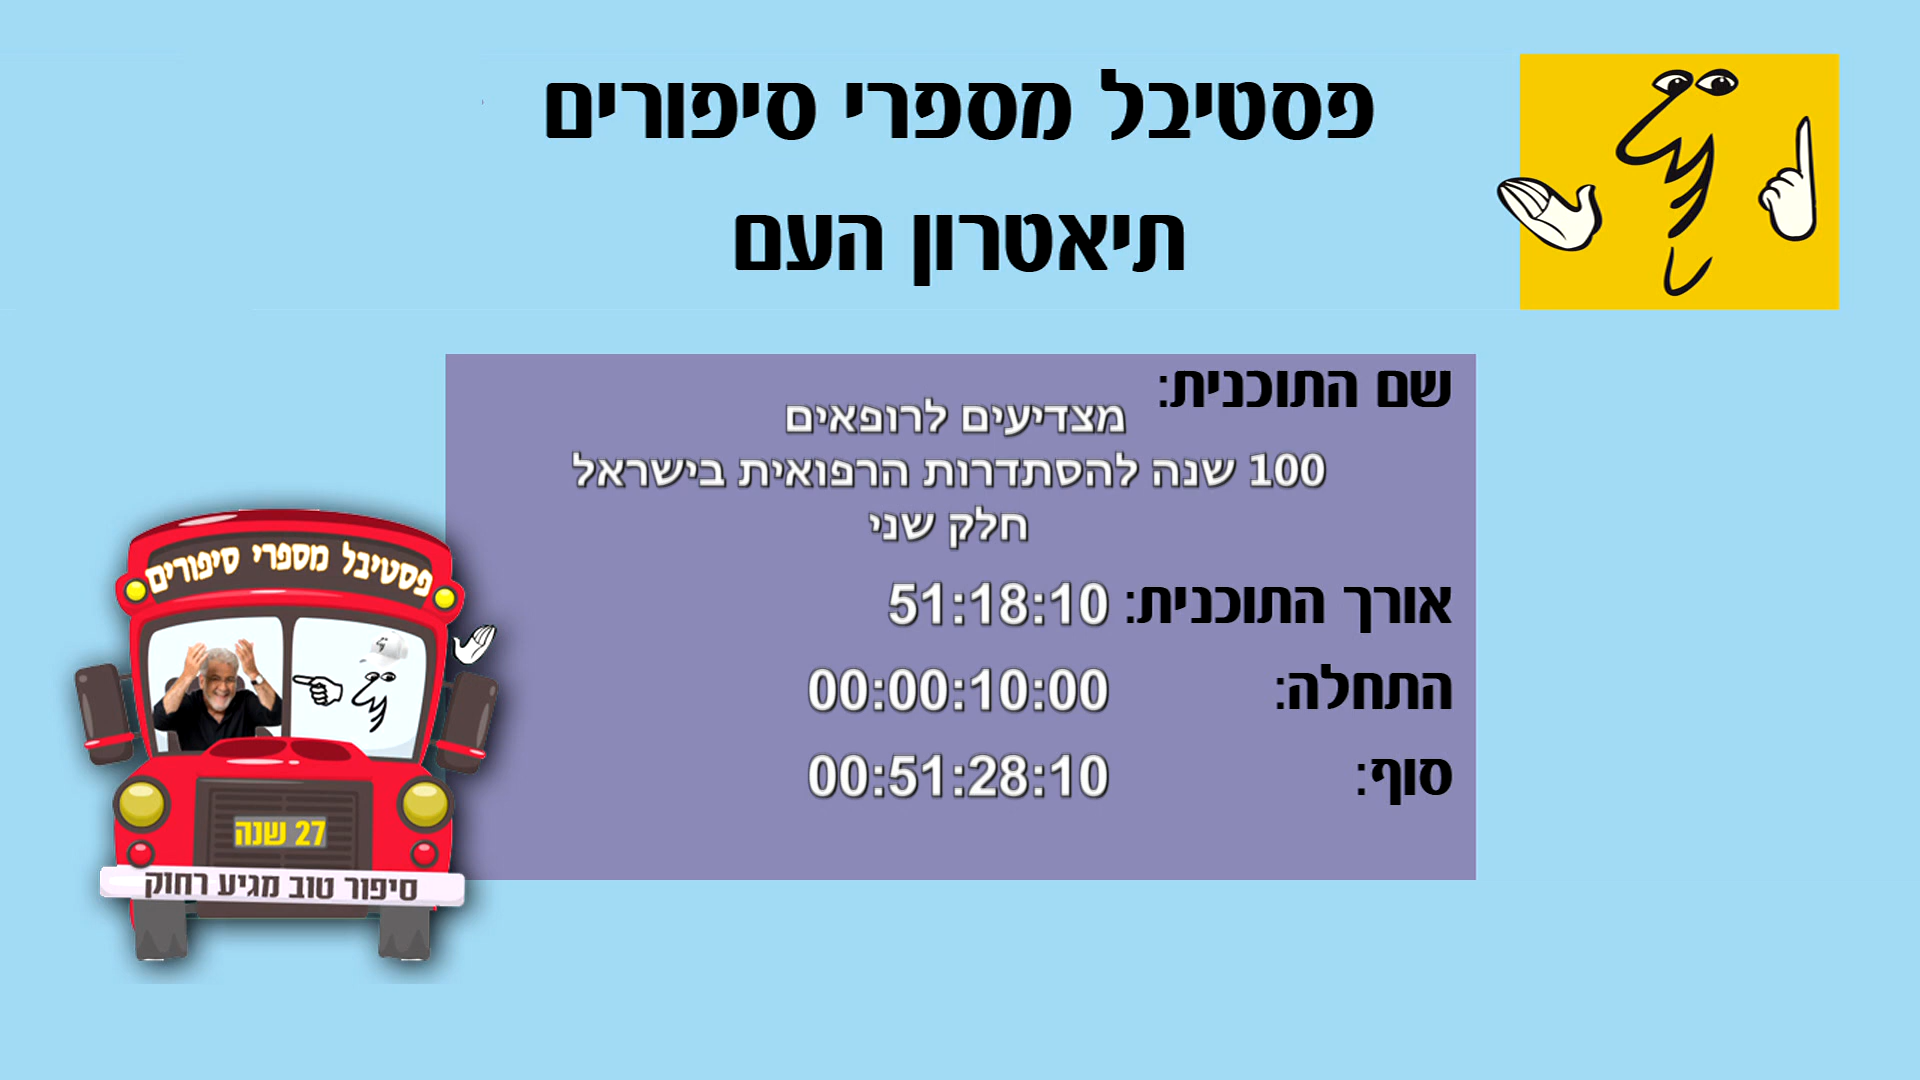 פסטיבל מספרי סיפורים
תיאטרון העם
שם התוכנית:
מצדיעים לרופאים
100 שנה להסתדרות הרפואית בישראל
חלק שני
אורך התוכנית: 51:18:10
התחלה: 00:00:10:00
סוף: 00:51:28:10
פסטיבל מספרי סיפורים
27 שנה
סיפור טוב מגיע רחוק